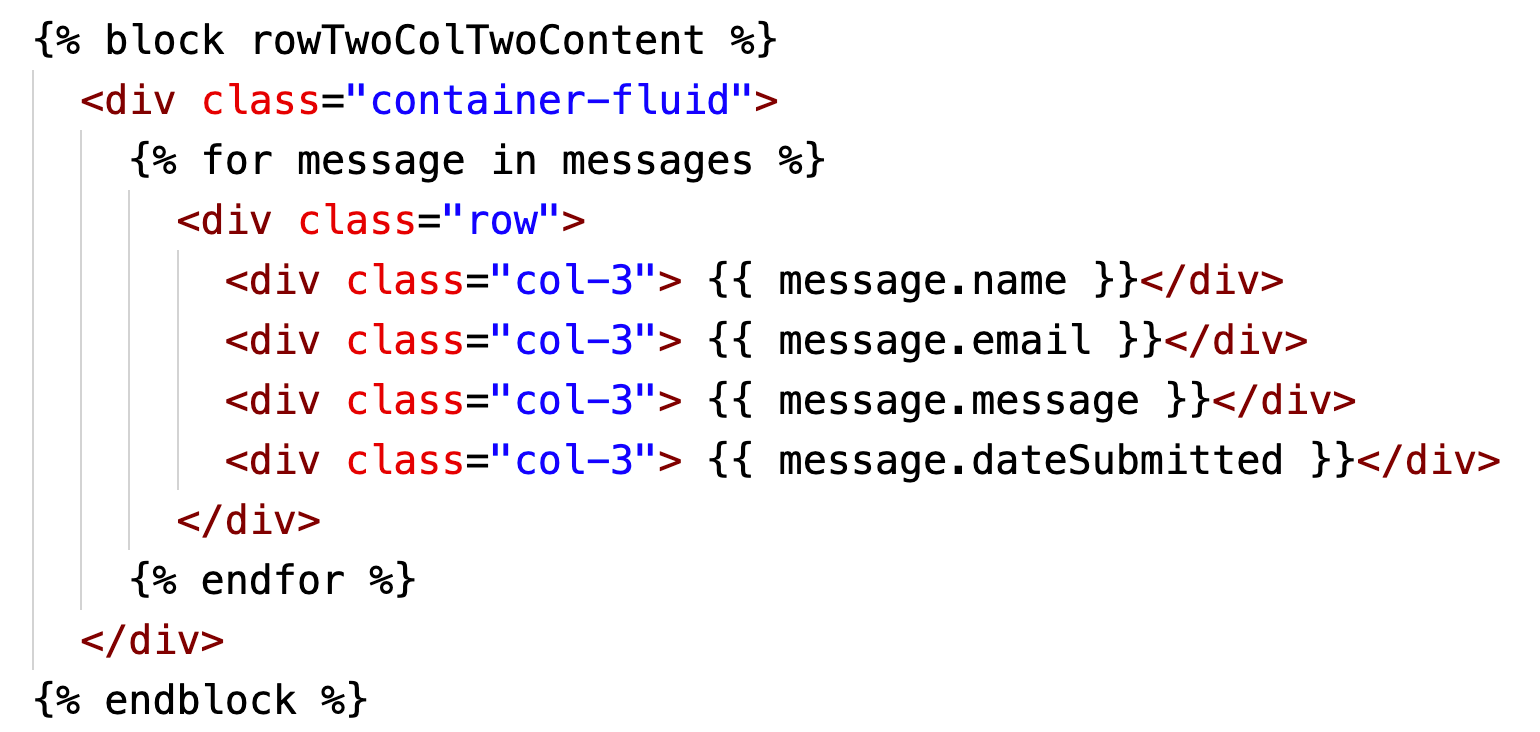 {% block rowTwoColTwoContent %}
  <div class="container-fluid">
    {% for message in messages %}
      <div class="row">
        <div class="col-3"> {{ message.name }}</div>
        <div class="col-3"> {{ message.email }}</div>
        <div class="col-3"> {{ message.message }}</div>
        <div class="col-3"> {{ message.dateSubmitted }}</div>
      </div>
    {% endfor %}
  </div>
{% endblock %}